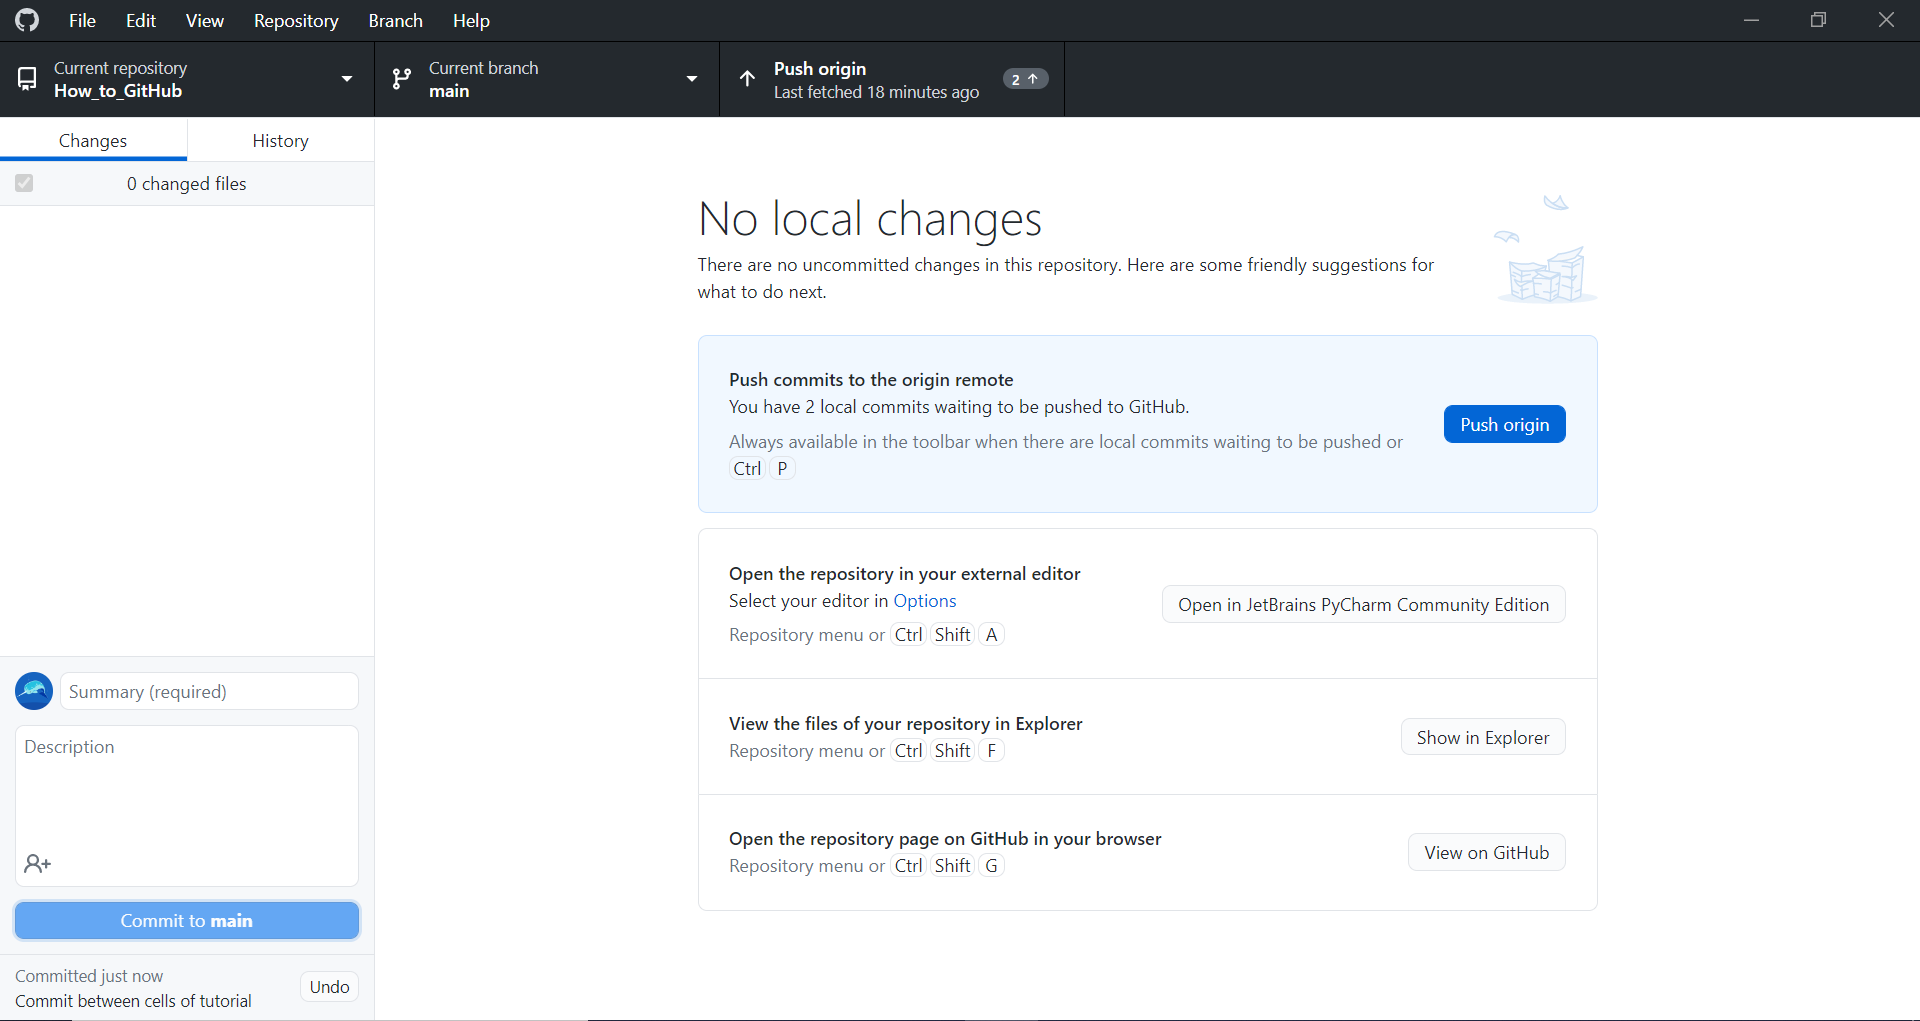 File Edit View Repository Branch Help
Current repository
How_to_GitHub
Current branch
main
Push origin
Last fetched 18 minutes ago
2
Changes History
0 changed files
No local changes
There are no uncommitted changes in this repository. Here are some friendly suggestions for
what to do next.
Push commits to the origin remote
You have 2 local commits waiting to be pushed to GitHub.
Always available in the toolbar when there are local commits waiting to be pushed or
Ctrl P
Push origin
Open the repository in your external editor
Select your editor in Options
Repository menu or Ctrl Shift A
Open in JetBrains PyCharm Community Edition
View the files of your repository in Explorer
Repository menu or Ctrl Shift F
Show in Explorer
Open the repository page on GitHub in your browser
Repository menu or Ctrl Shift G
View on GitHub
Summary (required)
Description
Commit to main
Committed just now
Commit between cells of tutorial
Undo